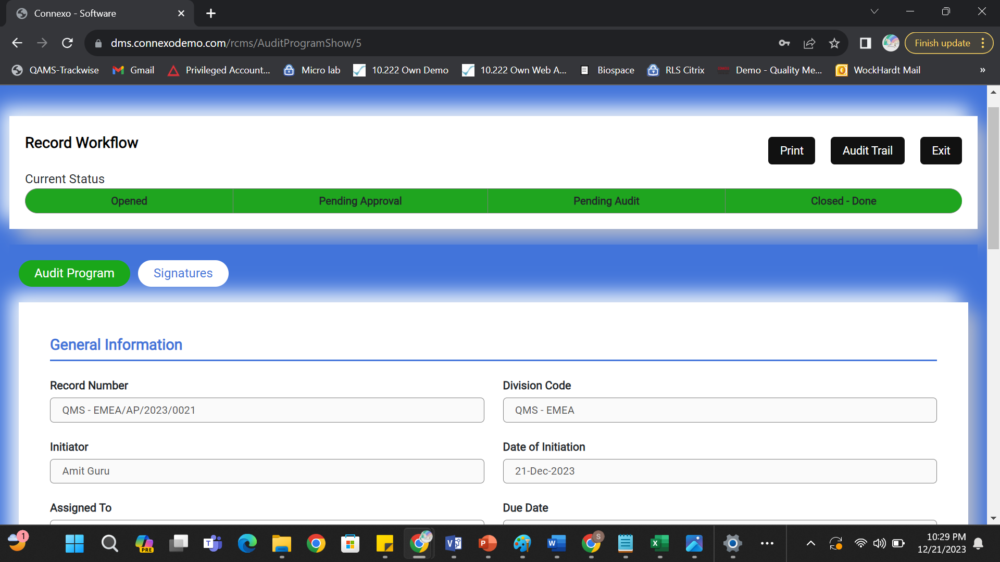 Connexo - Software
dms.connexodemo.com/rcms/AuditProgramShow/5
Finish update
QAMS-Trackwise
Gmail
Privileged Account...
Micro lab
10.222 Own Demo
10.222 Own Web A...
Biospace
RLS Citrix
Demo - Quality Me...
WockHardt Mail
»
Record Workflow
Print
Audit Trail
Exit
Current Status
Opened
Pending Approval
Pending Audit
Closed - Done
Audit Program
Signatures
General Information
Record Number
Division Code
QMS - EMEA/AP/2023/0021
QMS - EMEA
Initiator
Date of Initiation
Amit Guru
21-Dec-2023
Assigned To
Due Date
1
PRE
T
V
P
W
S
X
10:29 PM
12/21/2023